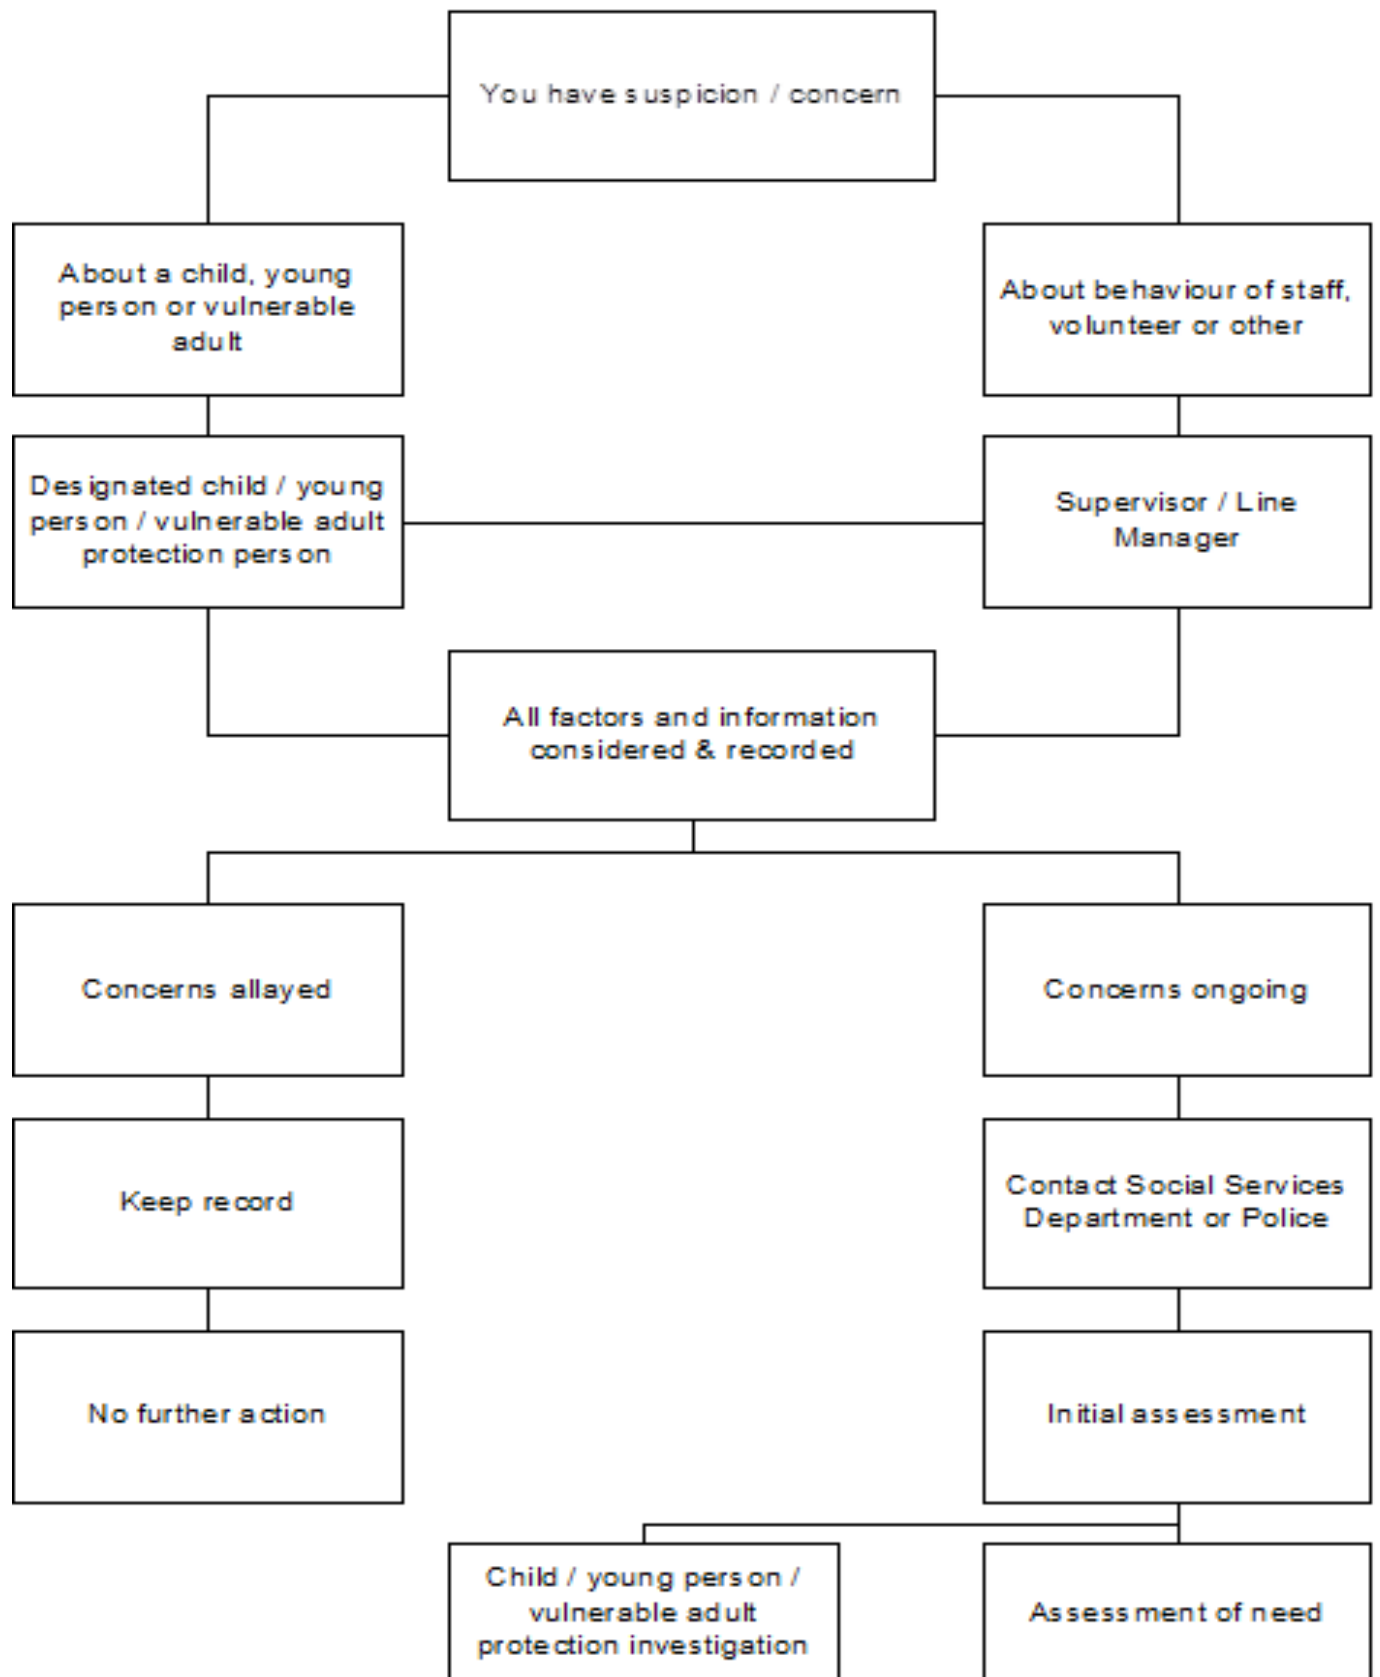 You have suspicion / concern
About a child, young
person or vulnerable
adult
About behaviour of staff,
volunteer or other
Designated child / young
person / vulnerable adult
protection person
Supervisor / Line
Manager
All factors and information
considered & recorded
Concerns allayed
Concerns ongoing
Keep record
Contact Social Services
Department or Police
No further action
Initial assessment
Child / young person /
vulnerable adult
protection investigation
Assessment of need